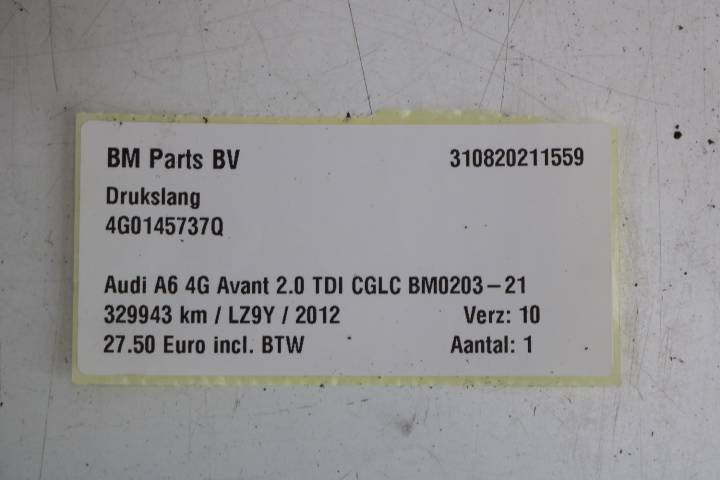 BM Parts BV 310820211559
Drukslang
4G0145737Q
Audi A6 4G Avant 2.0 TDI CGLC BM0203-21
329943 km / LZ9Y / 2012 Verz: 10
27.50 Euro incl. BTW Aantal: 1